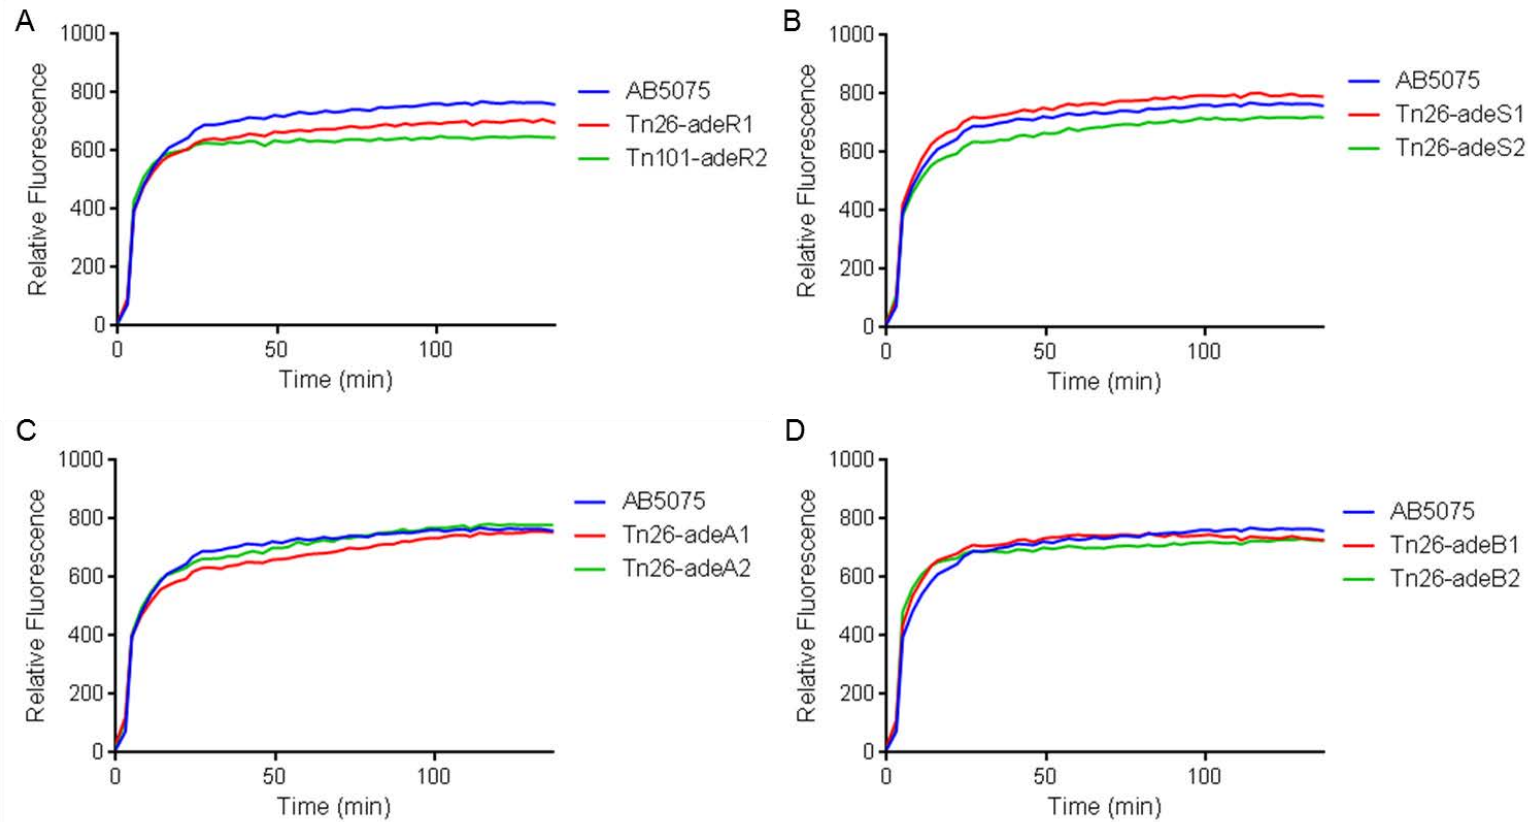 A
1000
800
600
400
200
0
Relative Fluorescence
0
50
100
Time (min)
AB5075
Tn26-adeR1
Tn101-adeR2
B
1000
800
600
400
200
0
Relative Fluorescence
0
50
100
Time (min)
AB5075
Tn26-adeS1
Tn26-adeS2
C
1000
800
600
400
200
0
Relative Fluorescence
0
50
100
Time (min)
AB5075
Tn26-adeA1
Tn26-adeA2
D
1000
800
600
400
200
0
Relative Fluorescence
0
50
100
Time (min)
AB5075
Tn26-adeB1
Tn26-adeB2